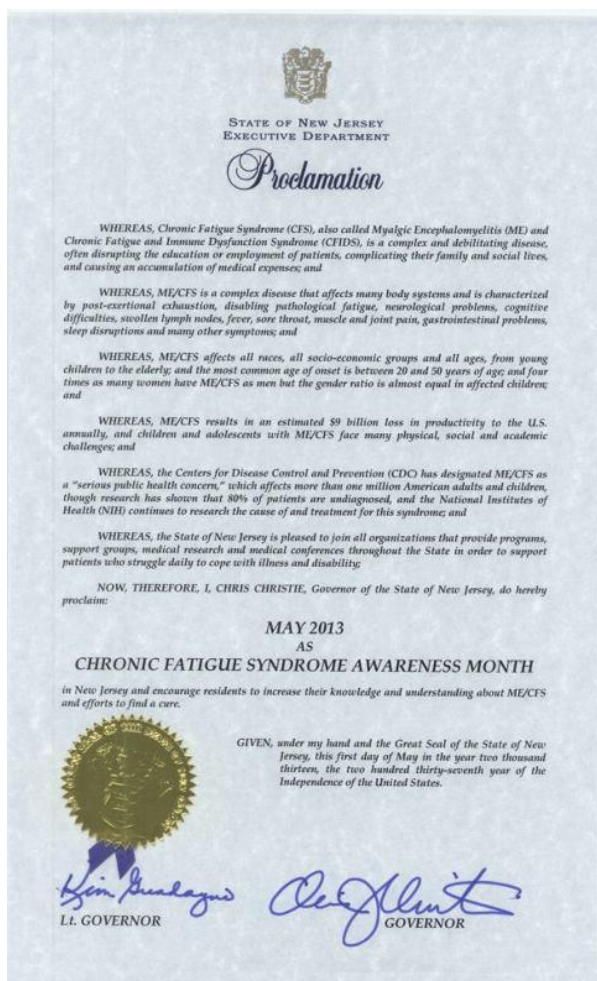 STATE OF NEW JERSEY
EXECUTIVE DEPARTMENT
Proclamation
WHEREAS, Chronic Fatigue Syndrome (CFS), also called Myalgic Encephalomyelitis (ME) and
Chronic Fatigue and Immune Dysfunction Syndrome (CFIDS), is a complex and debilitating disease,
often disrupting the education or employment of patients, complicating their family and social lives,
and causing an accumulation of medical expenses; and
WHEREAS, ME/CFS is a complex disease that affects many body systems and is characterized
by post-exertional exhaustion, disabling pathological fatigue, neurological problems, cognitive
difficulties, swollen lymph nodes, fever, sore throat, muscle and joint pain, gastrointestinal problems,
sleep disruptions and many other symptoms; and
WHEREAS, ME/CFS affects all races, all socio-economic groups and all ages, from young
children to the elderly; and the most common age of onset is between 20 and 50 years of age; and four
times as many women have ME/CFS as men but the gender ratio is almost equal in affected children;
and
WHEREAS, ME/CFS results in an estimated $9 billion loss in productivity to the U.S.
annually, and children and adolescents with ME/CFS face many physical, social and academic
challenges; and
WHEREAS, the Centers for Disease Control and Prevention (CDC) has designated ME/CFS as
a "serious public health concern," which affects more than one million American adults and children,
though research has shown that 80% of patients are undiagnosed, and the National Institutes of
Health (NIH) continues to research the cause of and treatment for this syndrome; and
WHEREAS, the State of New Jersey is pleased to join all organizations that provide programs,
support groups, medical research and medical conferences throughout the State in order to support
patients who struggle daily to cope with illness and disability;
NOW, THEREFORE, I, CHRIS CHRISTIE, Governor of the State of New Jersey, do hereby
proclaim:
MAY 2013
AS
CHRONIC FATIGUE SYNDROME AWARENESS MONTH
in New Jersey and encourage residents to increase their knowledge and understanding about ME/CFS
and efforts to find a cure.
GIVEN, under my hand and the Great Seal of the State of New
Jersey, this first day of May in the year two thousand
thirteen, the two hundred thirty-seventh year of the
Independence of the United States.
Kim Guadagno
Lt. GOVERNOR
GOVERNOR